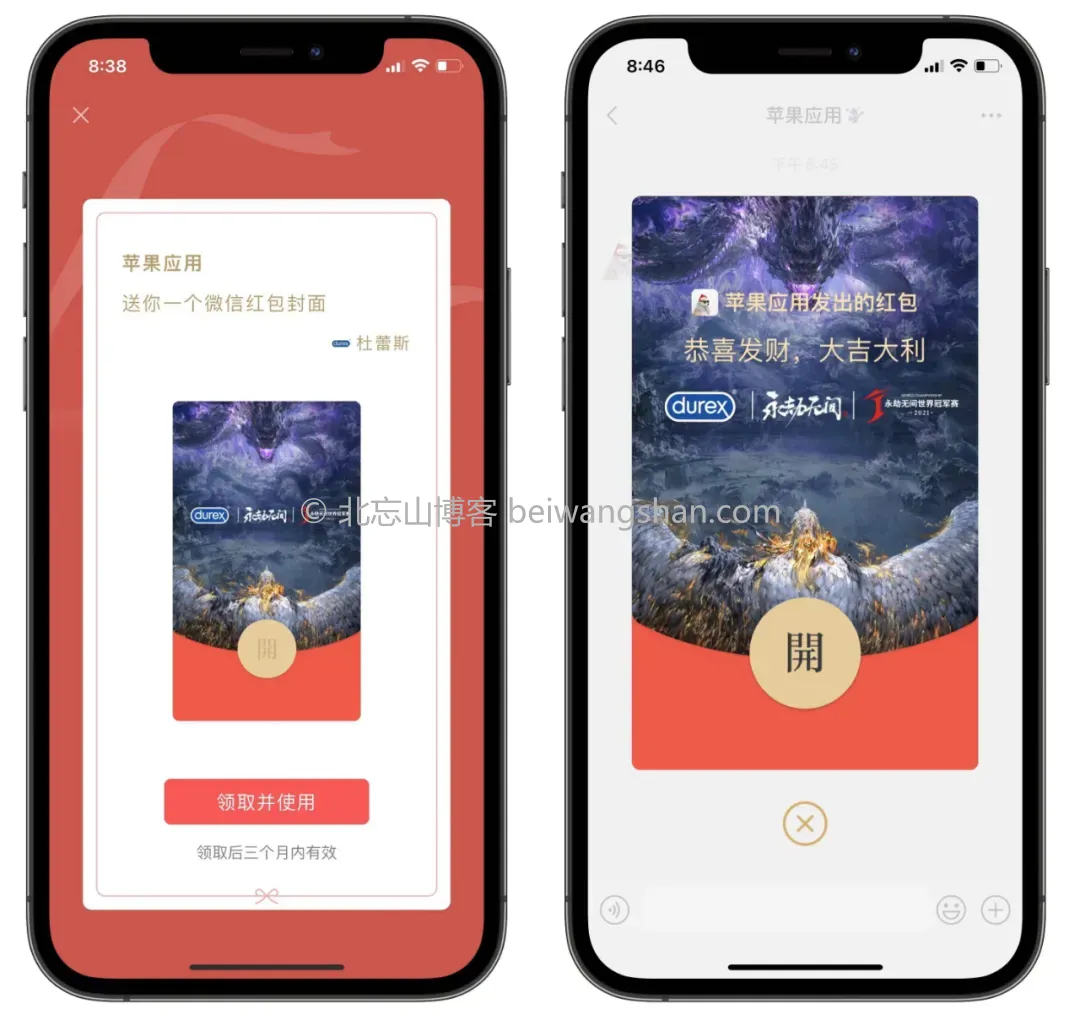 8:38
苹果应用
送你一个微信红包封面
durex 杜蕾斯
durex 永劫无间
開
领取并使用
领取后三个月内有效
8:46
苹果应用
下午 8:45
苹果应用发出的红包
恭喜发财，大吉大利
durex 永劫无间 永劫无间世界冠军赛
2021
開
© 北忘山博客 beiwangshan.com